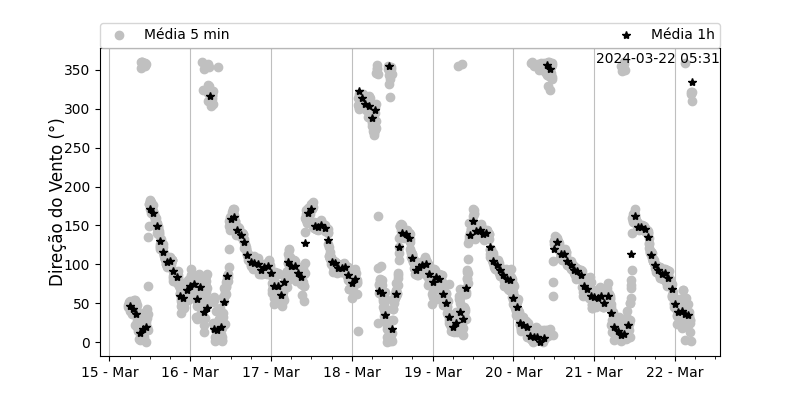 Média 5 min
Média 1h
2024-03-22 05:31
Direção do Vento (°)
350
300
250
200
150
100
50
0
15 - Mar
16 - Mar
17 - Mar
18 - Mar
19 - Mar
20 - Mar
21 - Mar
22 - Mar